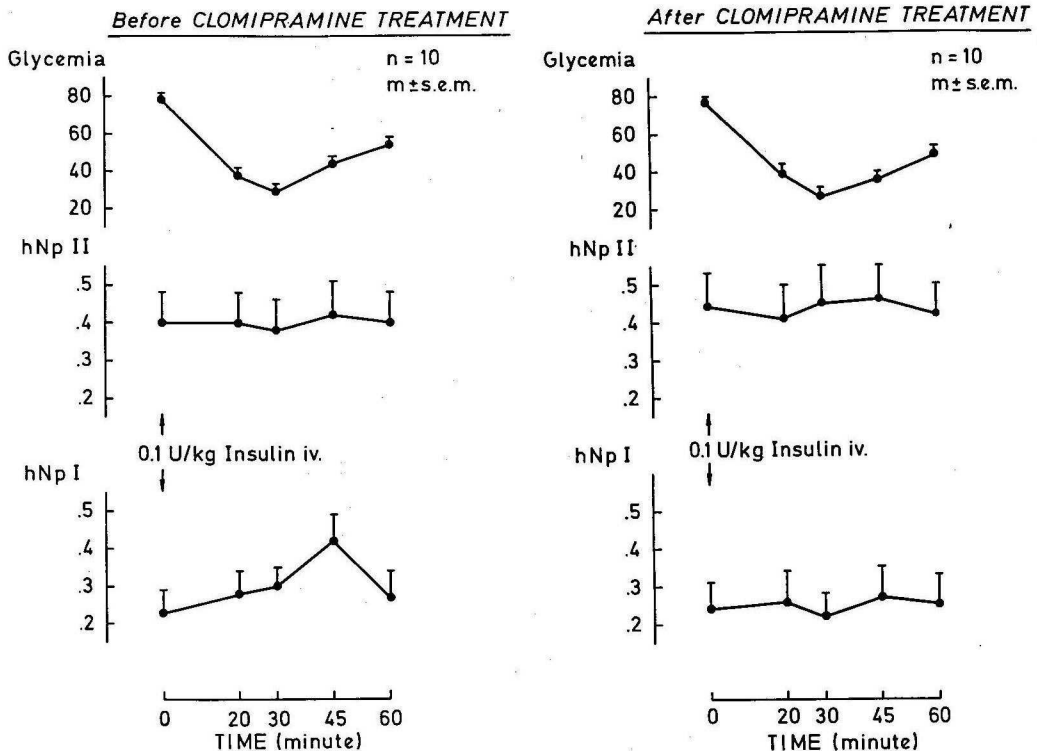 Before CLOMIPRAMINE TREATMENT
Glycemia
n = 10
m ± s.e.m.
80
60
40
20
hNp II
.5
.4
.3
.2
0.1 U/kg Insulin iv.
hNp I
.5
.4
.3
.2
0 20 30 45 60
TIME (minute)
After CLOMIPRAMINE TREATMENT
Glycemia
n = 10
m ± s.e.m.
80
60
40
20
hNp II
.5
.4
.3
.2
0.1 U/kg Insulin iv.
hNp I
.5
.4
.3
.2
0 20 30 45 60
TIME (minute)